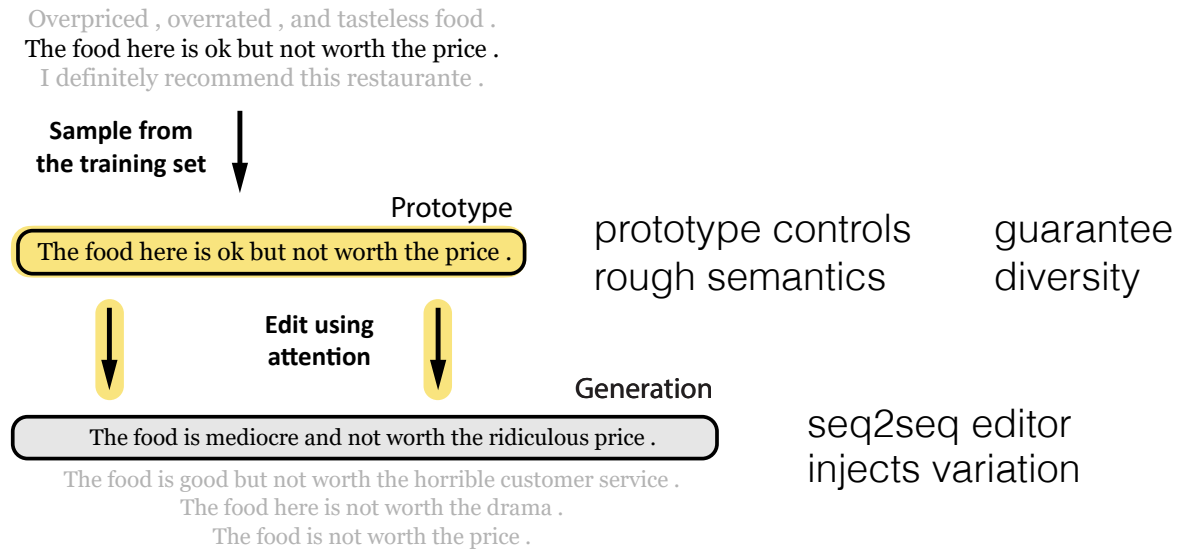 Overpriced , overrated , and tasteless food .
The food here is ok but not worth the price .
I definitely recommend this restaurante .
Sample from
the training set
Prototype
The food here is ok but not worth the price .
prototype controls
rough semantics
guarantee
diversity
Edit using
attention
Generation
The food is mediocre and not worth the ridiculous price .
seq2seq editor
injects variation
The food is good but not worth the horrible customer service .
The food here is not worth the drama .
The food is not worth the price .